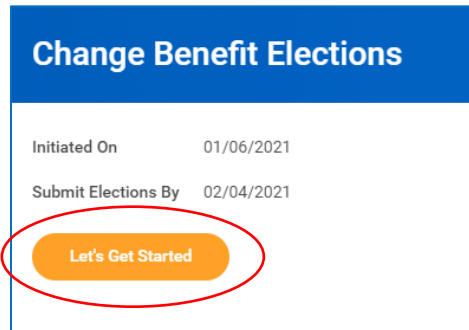 Change Benefit Elections
Initiated On 01/06/2021
Submit Elections By 02/04/2021
Let's Get Started